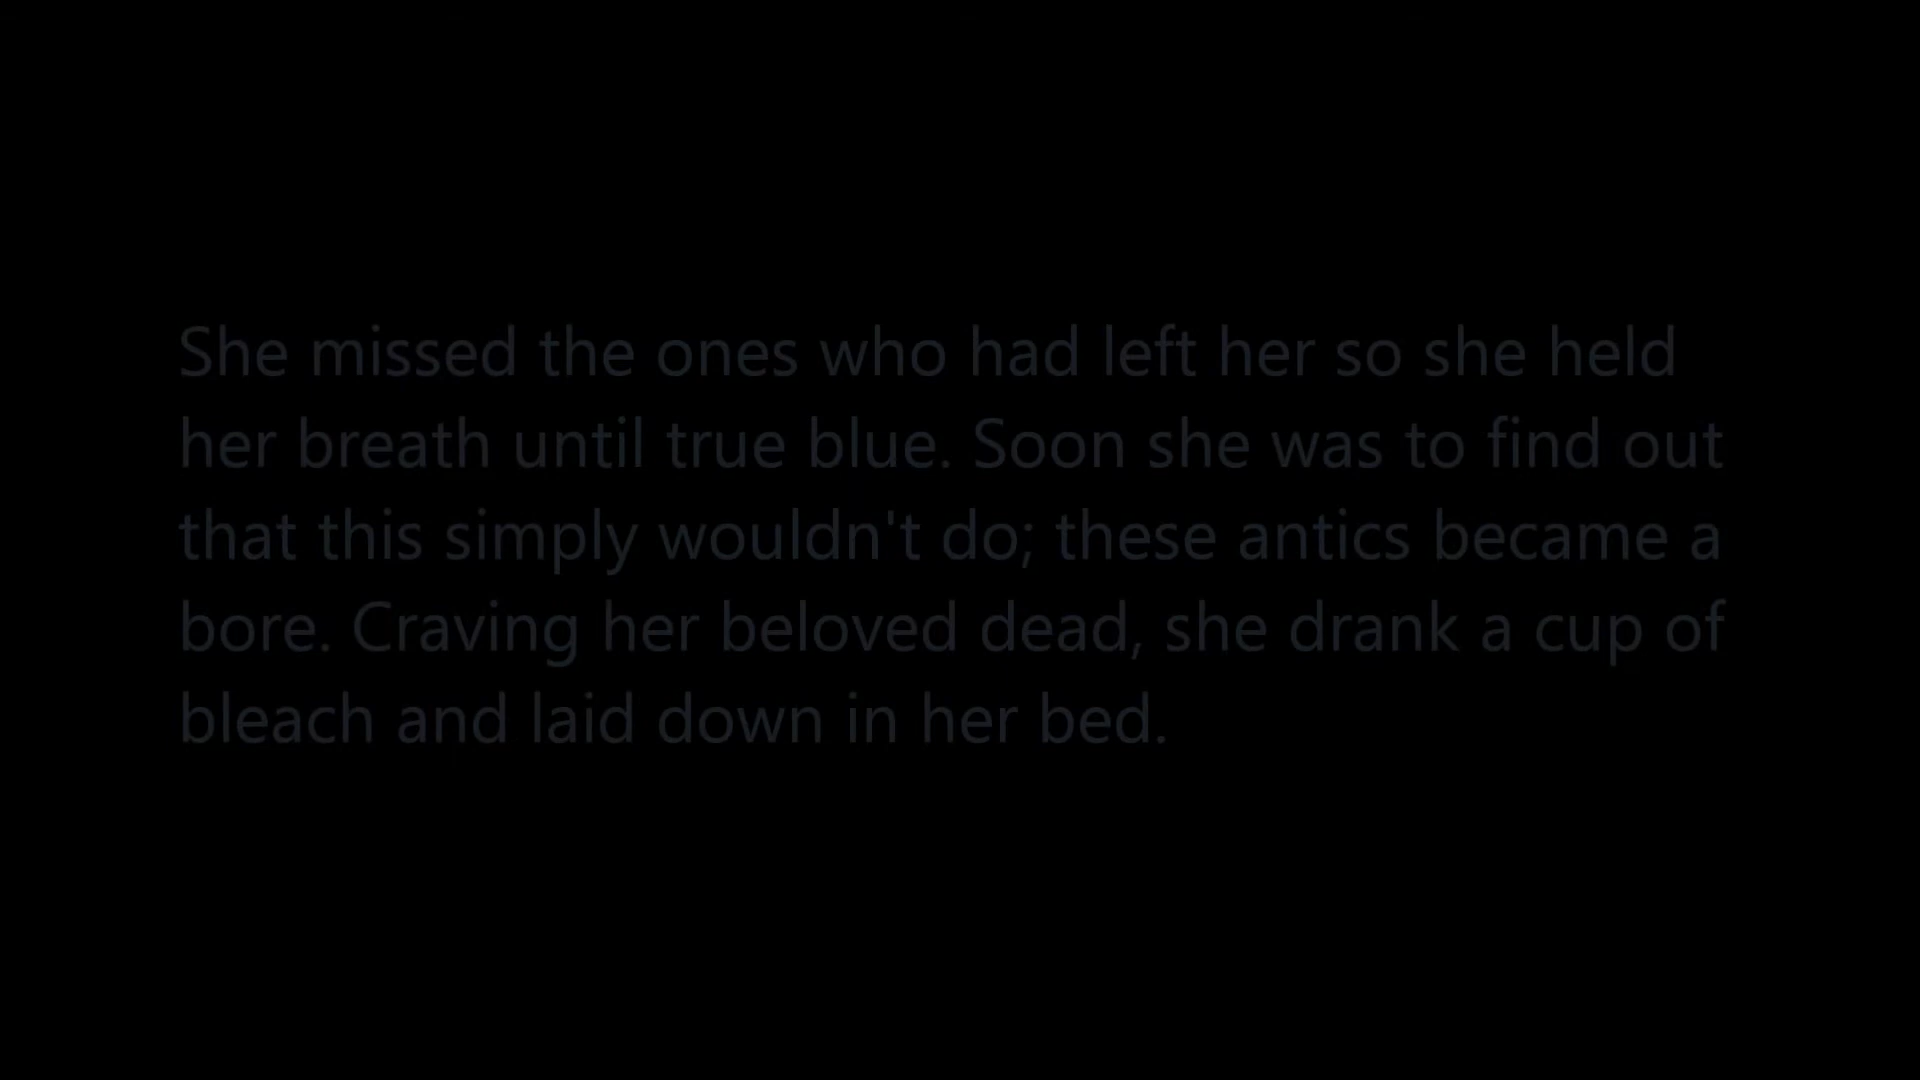 She missed the ones who had left her so she held
her breath until true blue. Soon she was to find out
that this simply wouldn't do; these antics became a
bore. Craving her beloved dead, she drank a cup of
bleach and laid down in her bed.